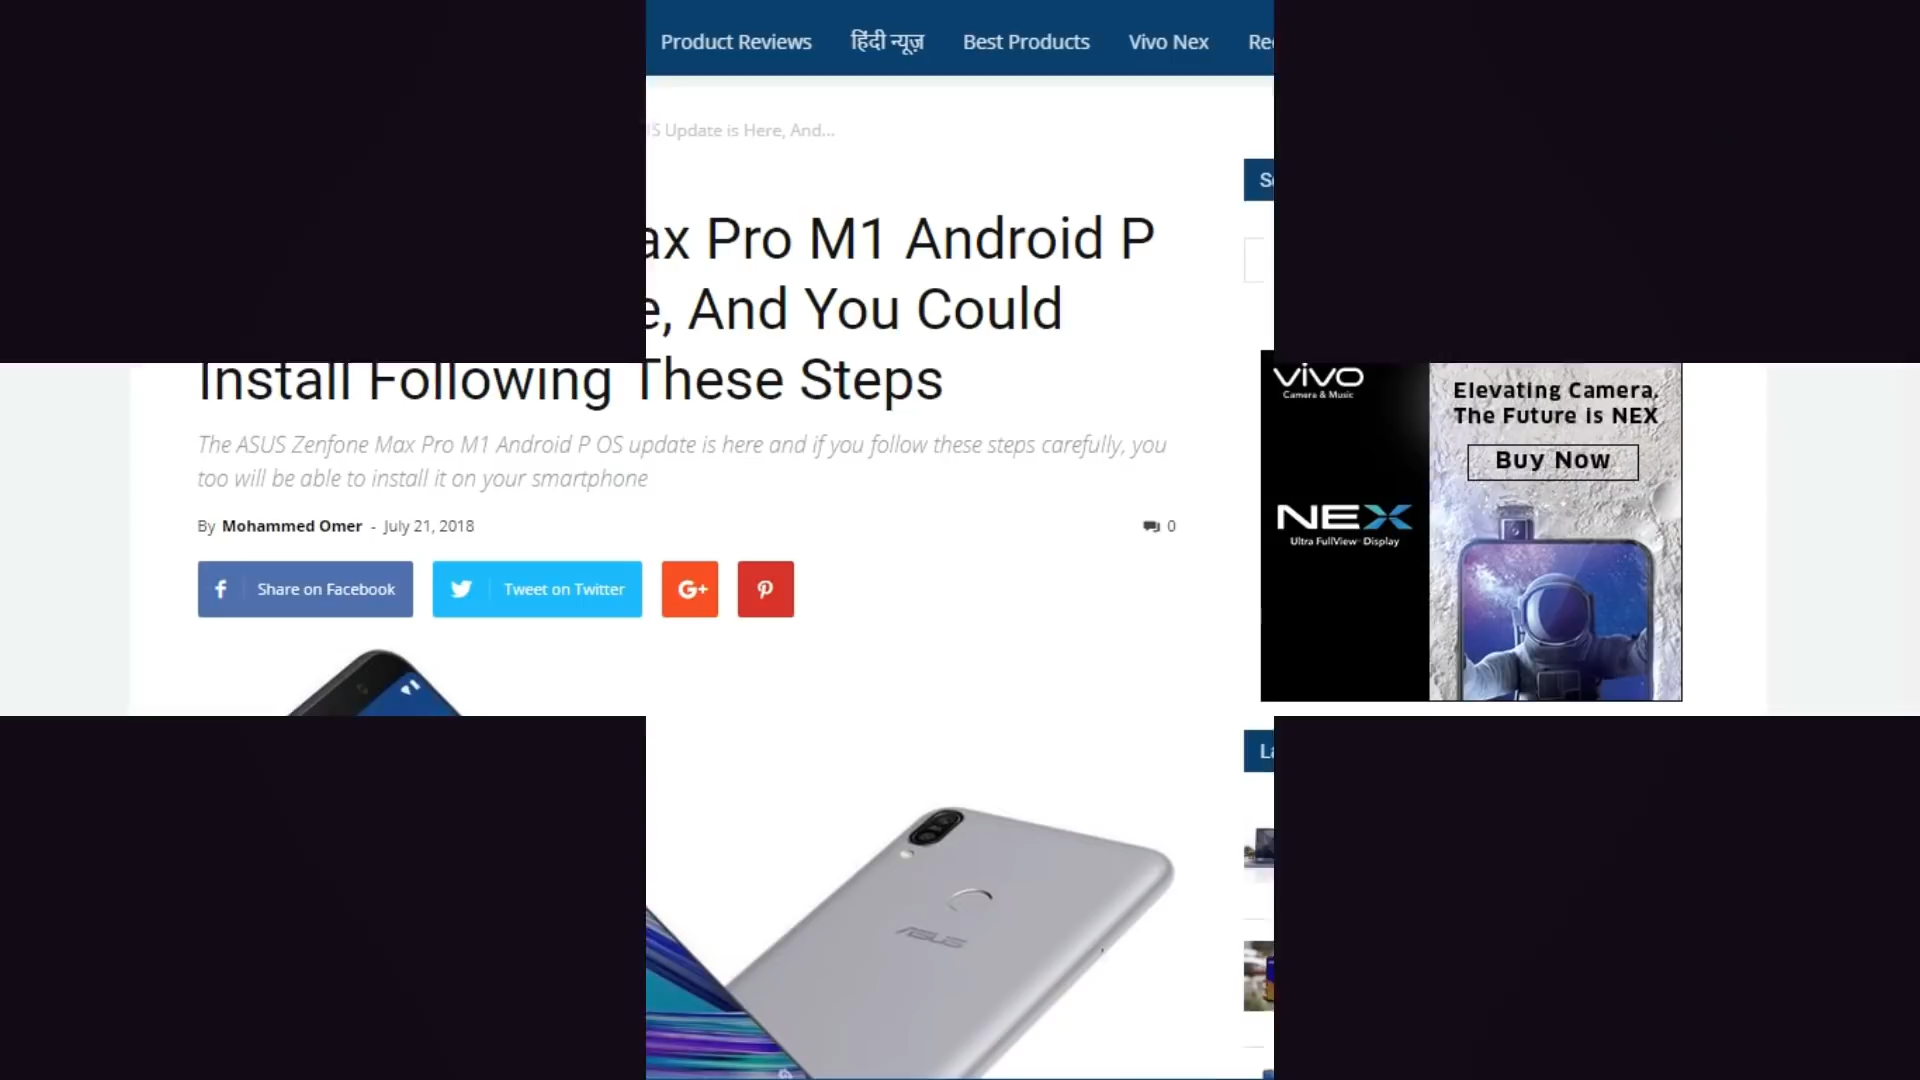 Product Reviews हिंदी न्यूज़ Best Products Vivo Nex
Update is Here, And...
Pro M1 Android P
And You Could
Install Following These Steps
The ASUS Zenfone Max Pro M1 Android P OS update is here and if you follow these steps carefully, you
too will be able to install it on your smartphone
By Mohammed Omer - July 21, 2018
0
Share on Facebook
Tweet on Twitter
G+
ASUS
vivo
Camera & Music
NEX
Ultra FullView Display
Elevating Camera.
The Future is NEX
Buy Now